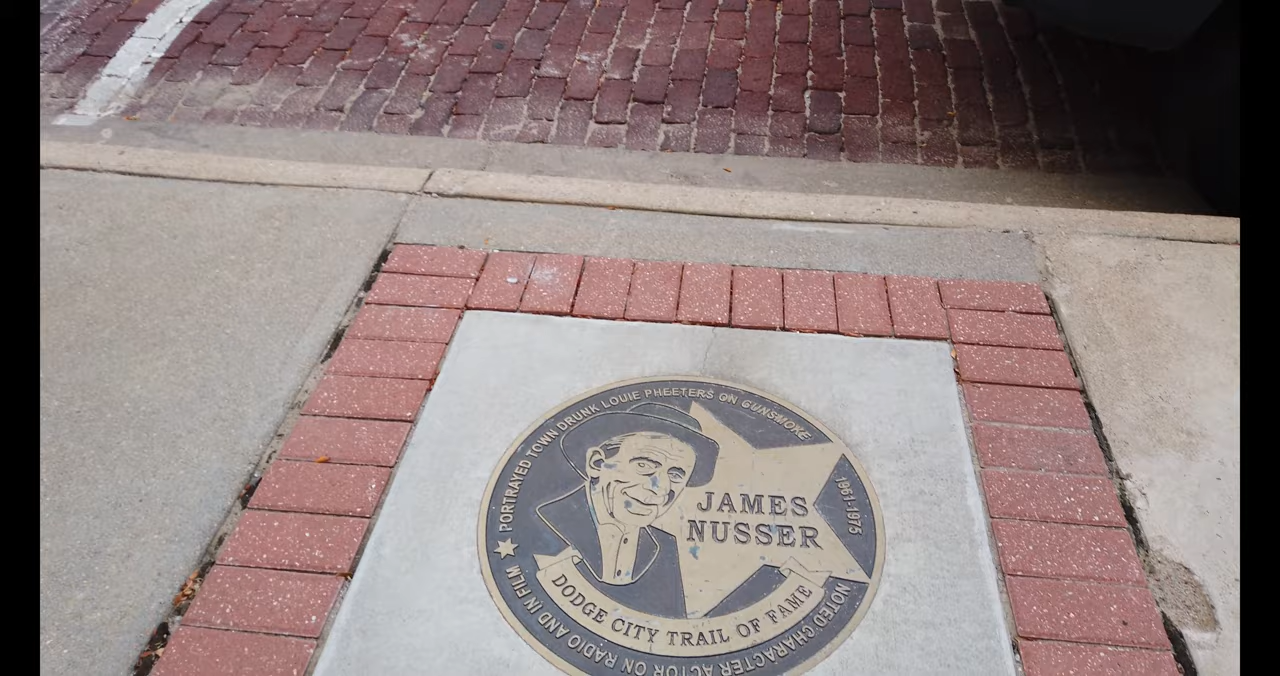 PORTRAYED TOWN DRUNK LOUIE PHEETERS ON GUNSMOKE
1961-1975
JAMES
NUSSER
DODGE CITY TRAIL OF FAME
NOTED CHARACTER ACTOR ON RADIO AND IN FILM